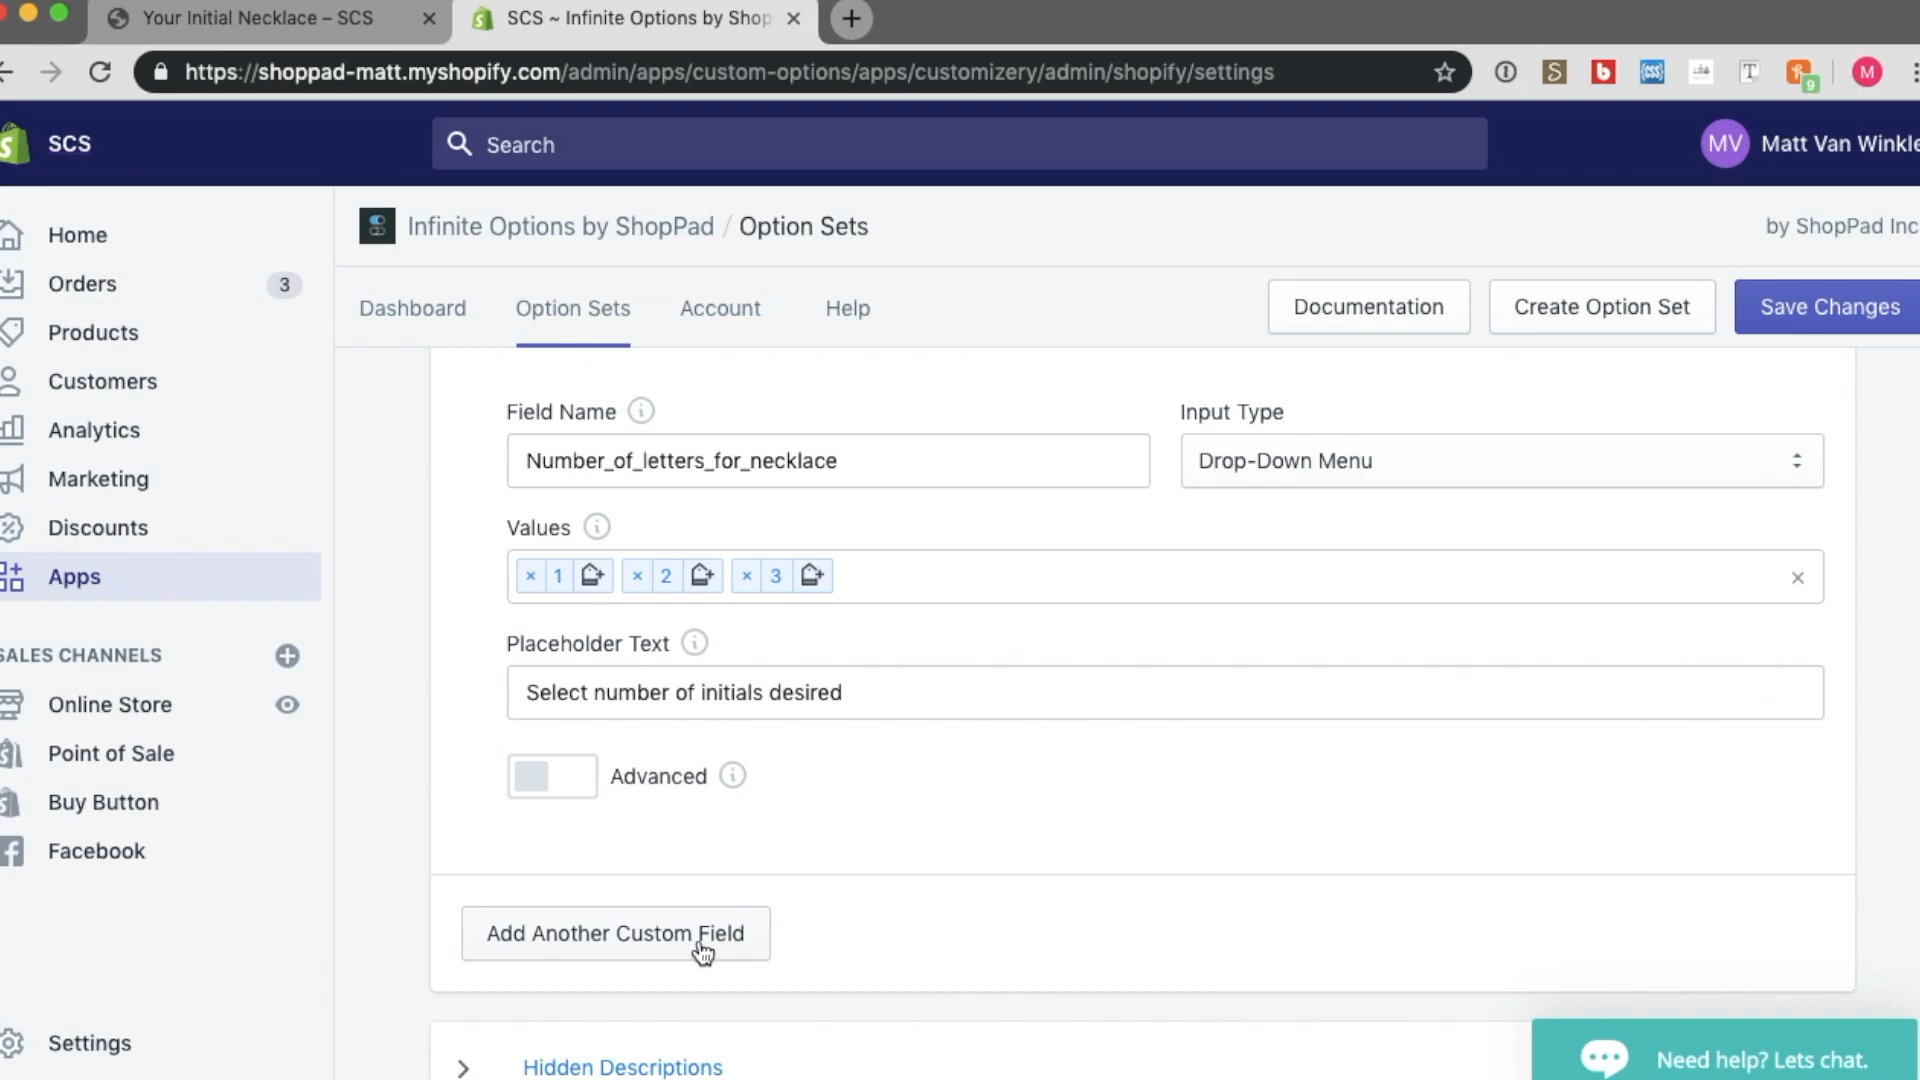 Your Initial Necklace – SCS
SCS ~ Infinite Options by Shop
https://shoppad-matt.myshopify.com/admin/apps/custom-options/apps/customizery/admin/shopify/settings
9
M
SCS
Search
MV
Matt Van Winkle
Home
Orders
3
Products
Customers
Analytics
Marketing
Discounts
Apps
SALES CHANNELS
Online Store
Point of Sale
Buy Button
Facebook
Settings
Infinite Options by ShopPad / Option Sets
by ShopPad Inc
Dashboard
Option Sets
Account
Help
Documentation
Create Option Set
Save Changes
Field Name
Input Type
Number_of_letters_for_necklace
Drop-Down Menu
Values
× 1
× 2
× 3
×
Placeholder Text
Select number of initials desired
Advanced
Add Another Custom Field
Hidden Descriptions
Need help? Lets chat.